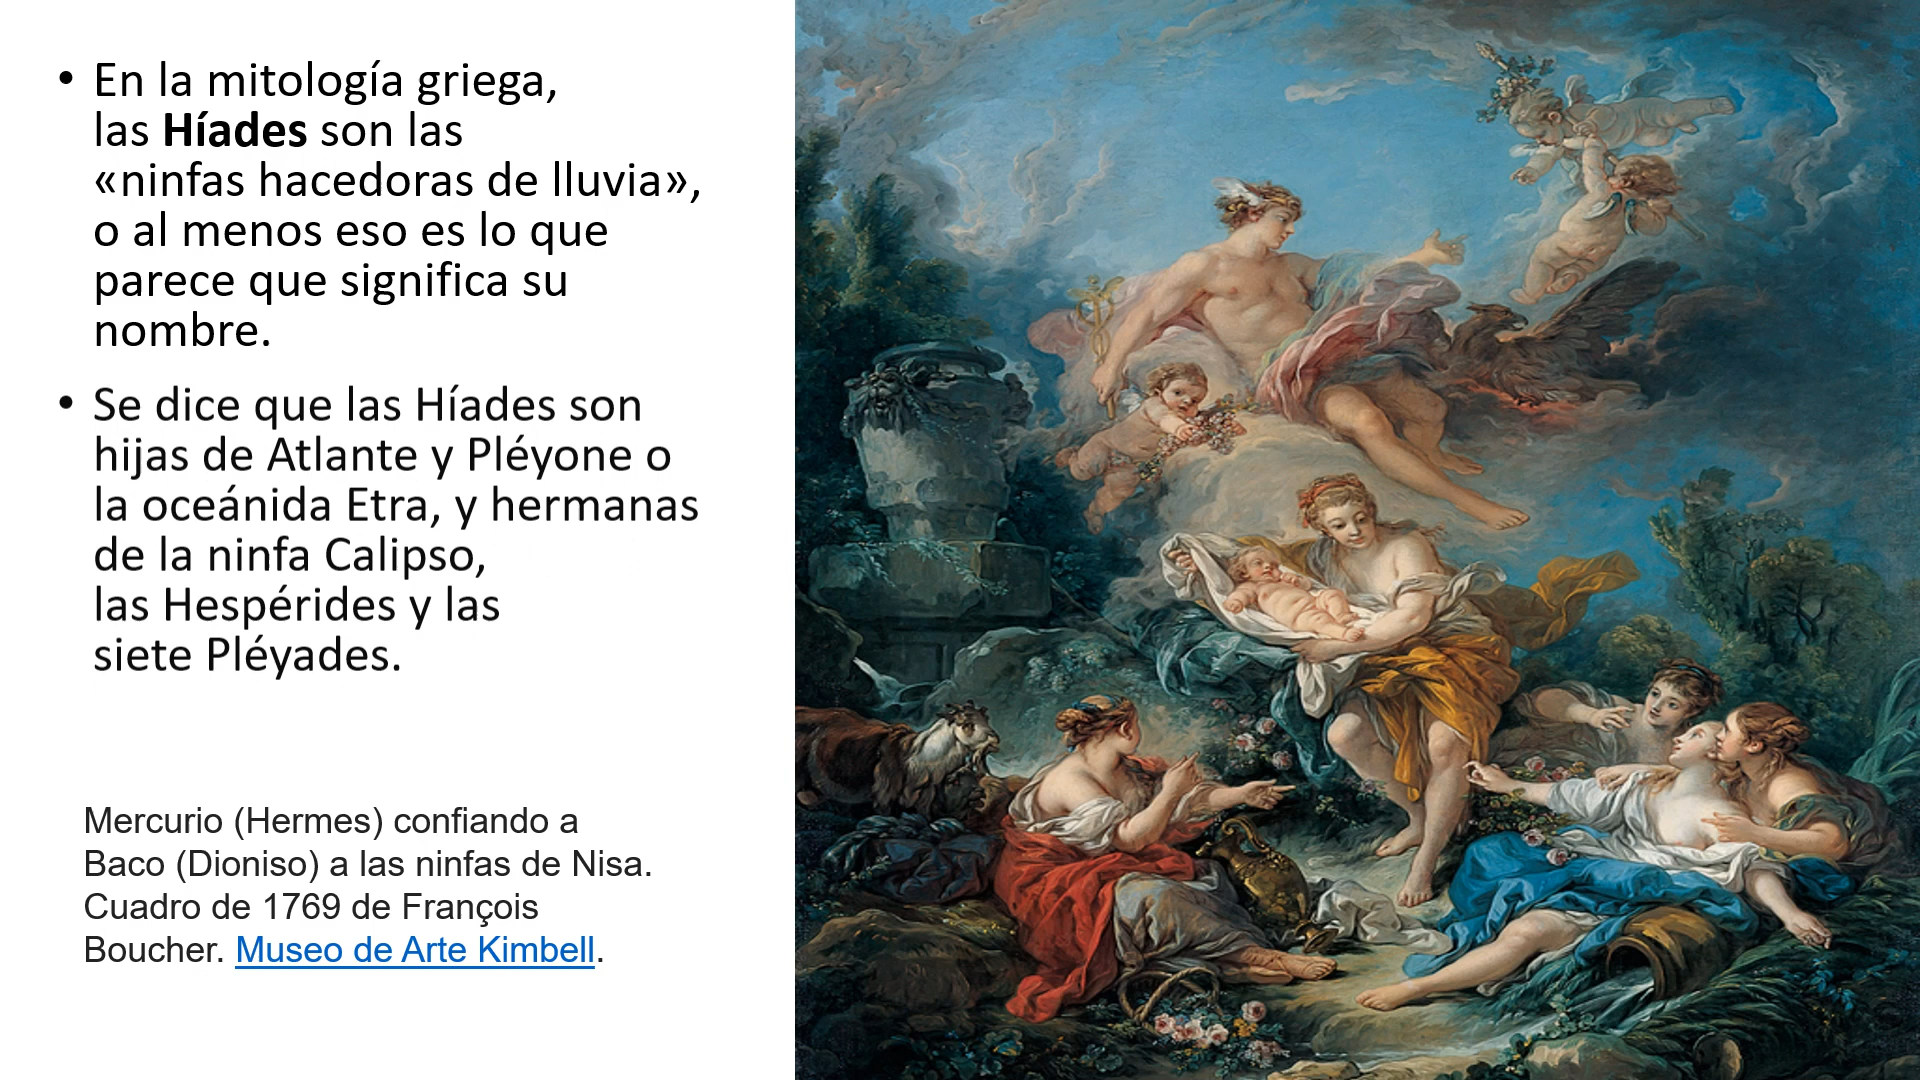 • En la mitología griega,
las Híades son las
«ninfas hacedoras de lluvia»,
o al menos eso es lo que
parece que significa su
nombre.
• Se dice que las Híades son
hijas de Atlante y Pléyone o
la oceánida Etra, y hermanas
de la ninfa Calipso,
las Hespérides y las
siete Pléyades.
Mercurio (Hermes) confiando a
Baco (Dioniso) a las ninfas de Nisa.
Cuadro de 1769 de François
Boucher. Museo de Arte Kimbell.